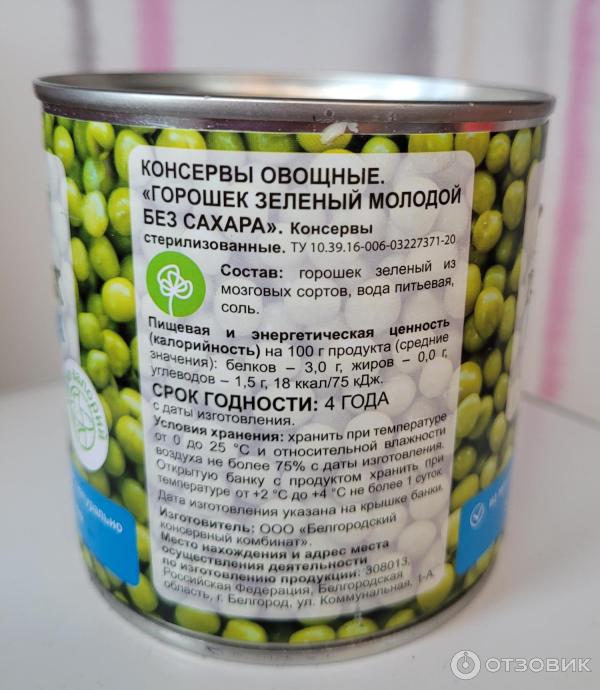 КОНСЕРВЫ ОВОЩНЫЕ.
«ГОРОШЕК ЗЕЛЕНЫЙ МОЛОДОЙ
БЕЗ САХАРА». Консервы
стерилизованные. ТУ 10.39.16-006-03227371-20
Состав: горошек зеленый из
мозговых сортов, вода питьевая,
соль.
Пищевая и энергетическая ценность
(калорийность) на 100 г продукта (средние
значения): белков – 3,0 г, жиров – 0,0 г,
углеводов – 1,5 г, 18 ккал/75 кДж.
СРОК ГОДНОСТИ: 4 ГОДА
с даты изготовления.
Условия хранения: хранить при температуре
от 0 до 25 °С и относительной влажности
воздуха не более 75% с даты изготовления.
Открытую банку с продуктом хранить при
температуре от +2 °С до +4 °С не более 1 суток.
Дата изготовления указана на крышке банки.
Изготовитель: ООО «Белгородский
консервный комбинат».
Место нахождения и адрес места
осуществления деятельности
по изготовлению продукции: 308013,
Российская Федерация, Белгородская
область, г. Белгород, ул. Коммунальная, 1-А
ОТЗОВИК